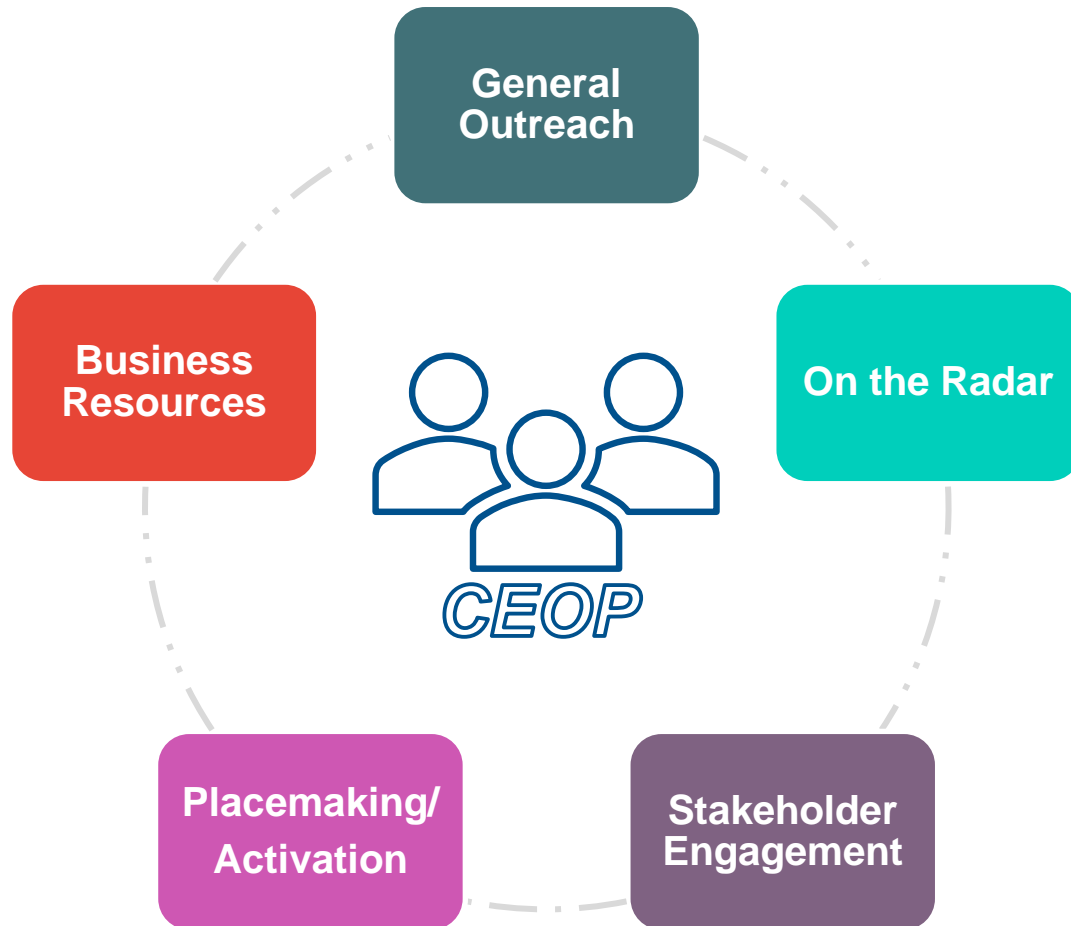 General
Outreach
Business
Resources
On the Radar
CEOP
Placemaking/
Activation
Stakeholder
Engagement